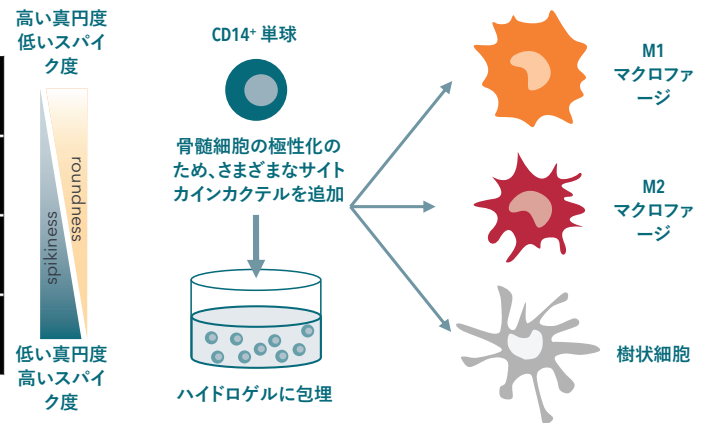 高い真円度
低いスパイ
ク度
roundness
spikiness
低い真円度
高いスパイ
ク度
CD14⁺ 単球
骨髄細胞の極性化の
ため、さまざまなサイト
カインカクテルを追加
ハイドロゲルに包埋
M1
マクロファ
ージ
M2
マクロファ
ージ
樹状細胞